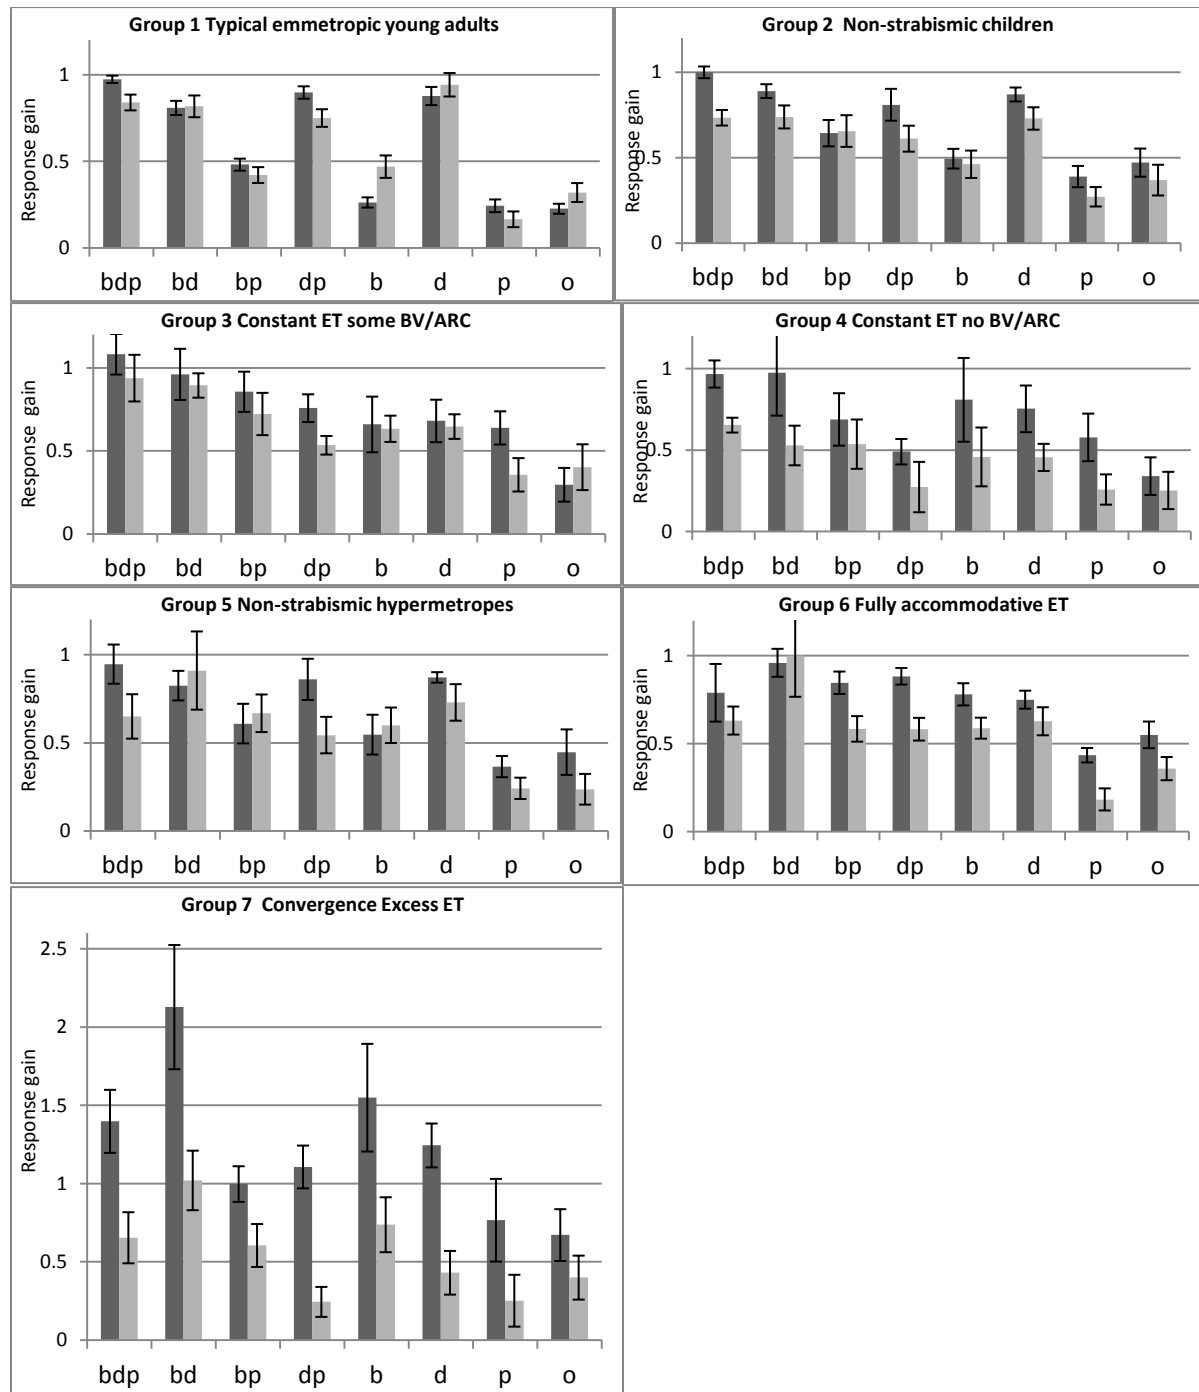 Group 1 Typical emmetropic young adults
Response gain
1
0.5
0
bdp bd bp dp b d p o
Group 2 Non-strabismic children
Response gain
1
0.5
0
bdp bd bp dp b d p o
Group 3 Constant ET some BV/ARC
Response gain
1
0.5
0
bdp bd bp dp b d p o
Group 4 Constant ET no BV/ARC
Response gain
1
0.5
0
bdp bd bp dp b d p o
Group 5 Non-strabismic hypermetropes
Response gain
1
0.5
0
bdp bd bp dp b d p o
Group 6 Fully accommodative ET
Response gain
1
0.5
0
bdp bd bp dp b d p o
Group 7 Convergence Excess ET
Response gain
2.5
2
1.5
1
0.5
0
bdp bd bp dp b d p o